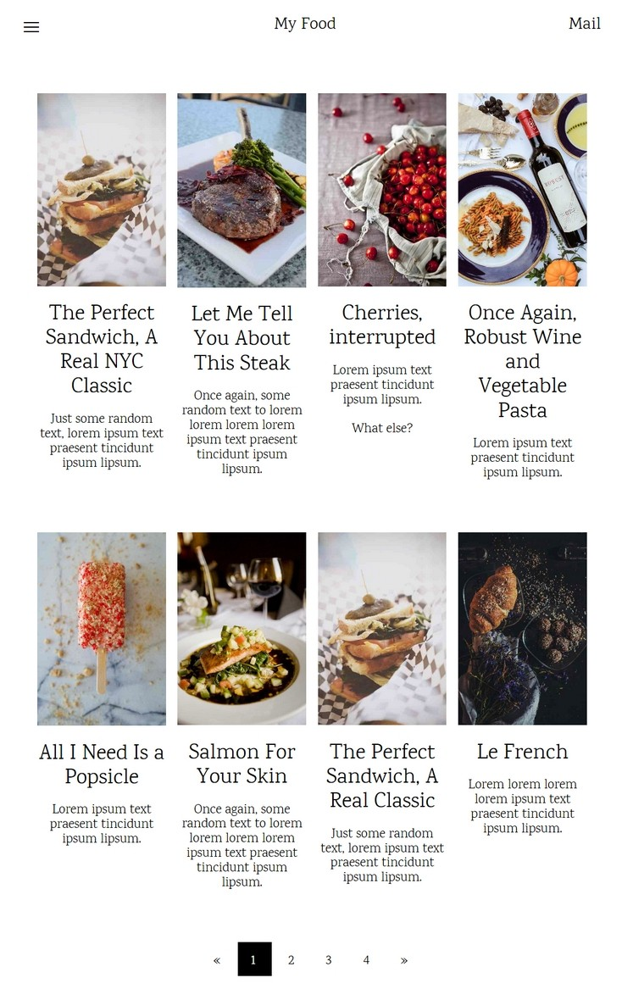 My Food
Mail
The Perfect
Sandwich, A
Real NYC
Classic
Just some random
text, lorem ipsum text
praesent tincidunt
ipsum lipsum.
Let Me Tell
You About
This Steak
Once again, some
random text to lorem
lorem lorem lorem
ipsum text praesent
tincidunt ipsum
lipsum.
Cherries,
interrupted
Lorem ipsum text
praesent tincidunt
ipsum lipsum.
What else?
Once Again,
Robust Wine
and
Vegetable
Pasta
Lorem ipsum text
praesent tincidunt
ipsum lipsum.
All I Need Is a
Popsicle
Lorem ipsum text
praesent tincidunt
ipsum lipsum.
Salmon For
Your Skin
Once again, some
random text to lorem
lorem lorem lorem
ipsum text praesent
tincidunt ipsum
lipsum.
The Perfect
Sandwich, A
Real Classic
Just some random
text, lorem ipsum text
praesent tincidunt
ipsum lipsum.
Le French
Lorem lorem lorem
lorem ipsum text
praesent tincidunt
ipsum lipsum.
« 1 2 3 4 »